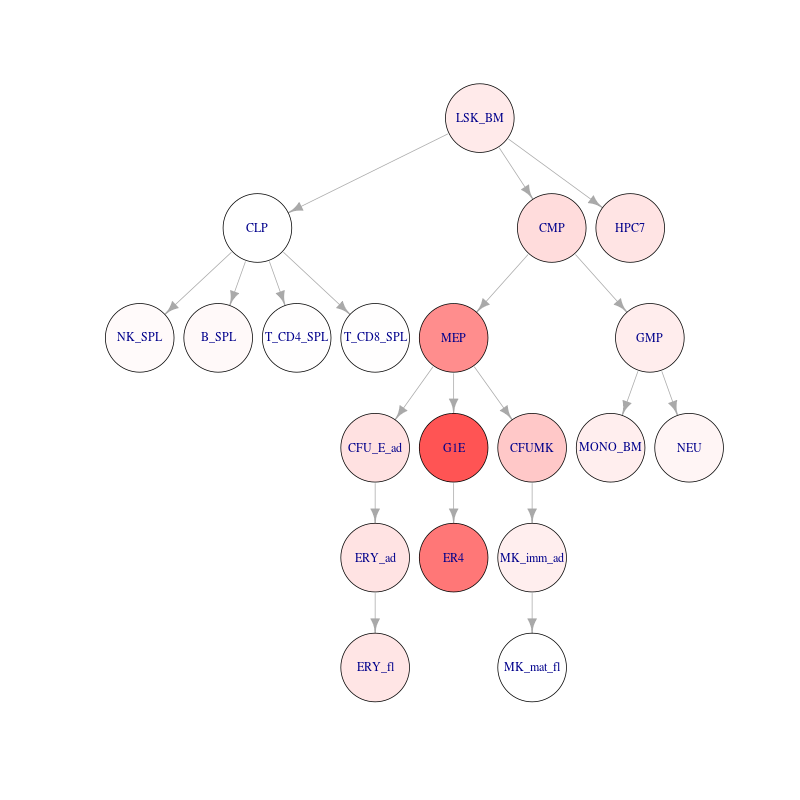 LSK_BM
CLP
CMP
HPC7
NK_SPL
B_SPL
T_CD4_SPL
T_CD8_SPL
MEP
GMP
CFU_E_ad
G1E
CFUMK
MONO_BM
NEU
ERY_ad
ER4
MK_imm_ad
ERY_fl
MK_mat_fl